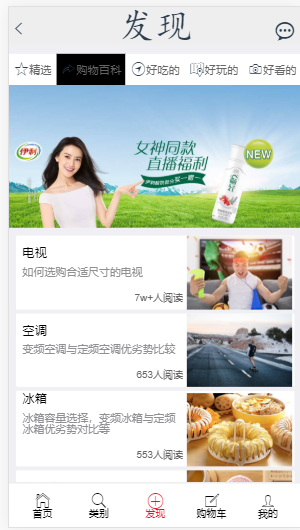 发现
精选
购物百科
好吃的
好玩的
好看的
伊利
女神同款
直播福利
NEW
电视
如何选购合适尺寸的电视
7w+人阅读
空调
变频空调与定频空调优劣势比较
653人阅读
冰箱
冰箱容量选择，变频冰箱与定频
冰箱优劣势对比等
553人阅读
首页
类别
发现
购物车
我的